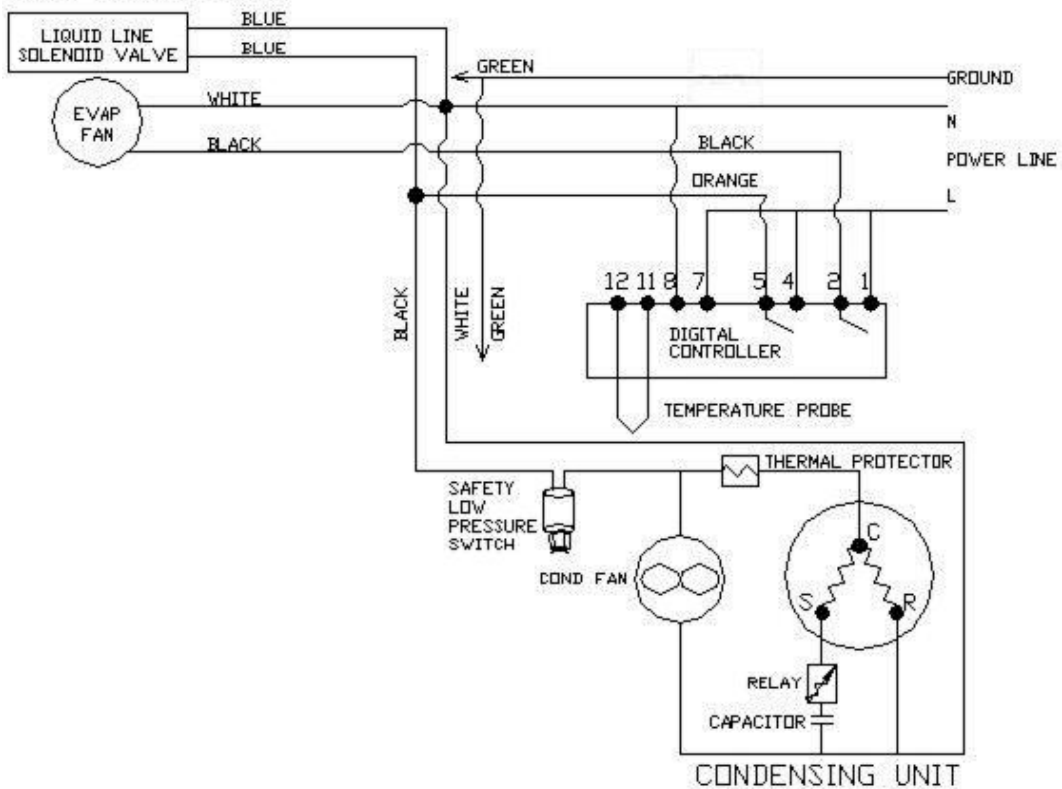 BLUE
LIQUID LINE
SOLENOID VALVE
BLUE
GREEN
GROUND
WHITE
N
EVAP
FAN
BLACK
BLACK
POWER LINE
ORANGE
L
12 11 8 7 5 4 2 1
BLACK
WHITE
GREEN
DIGITAL
CONTROLLER
TEMPERATURE PROBE
THERMAL PROTECTOR
SAFETY
LOW
PRESSURE
SWITCH
C
COND FAN
S
R
RELAY
CAPACITOR
CONDENSING UNIT